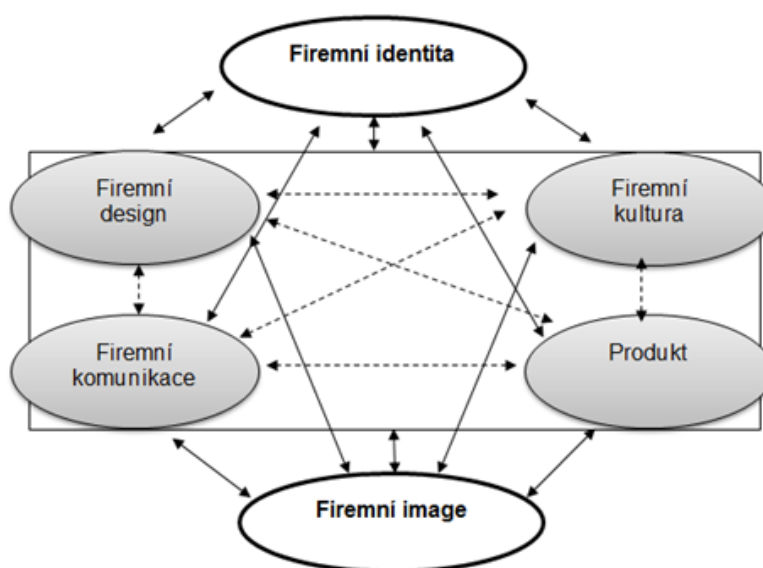 Firemní identita
Firemní
design
Firemní
kultura
Firemní
komunikace
Produkt
Firemní image